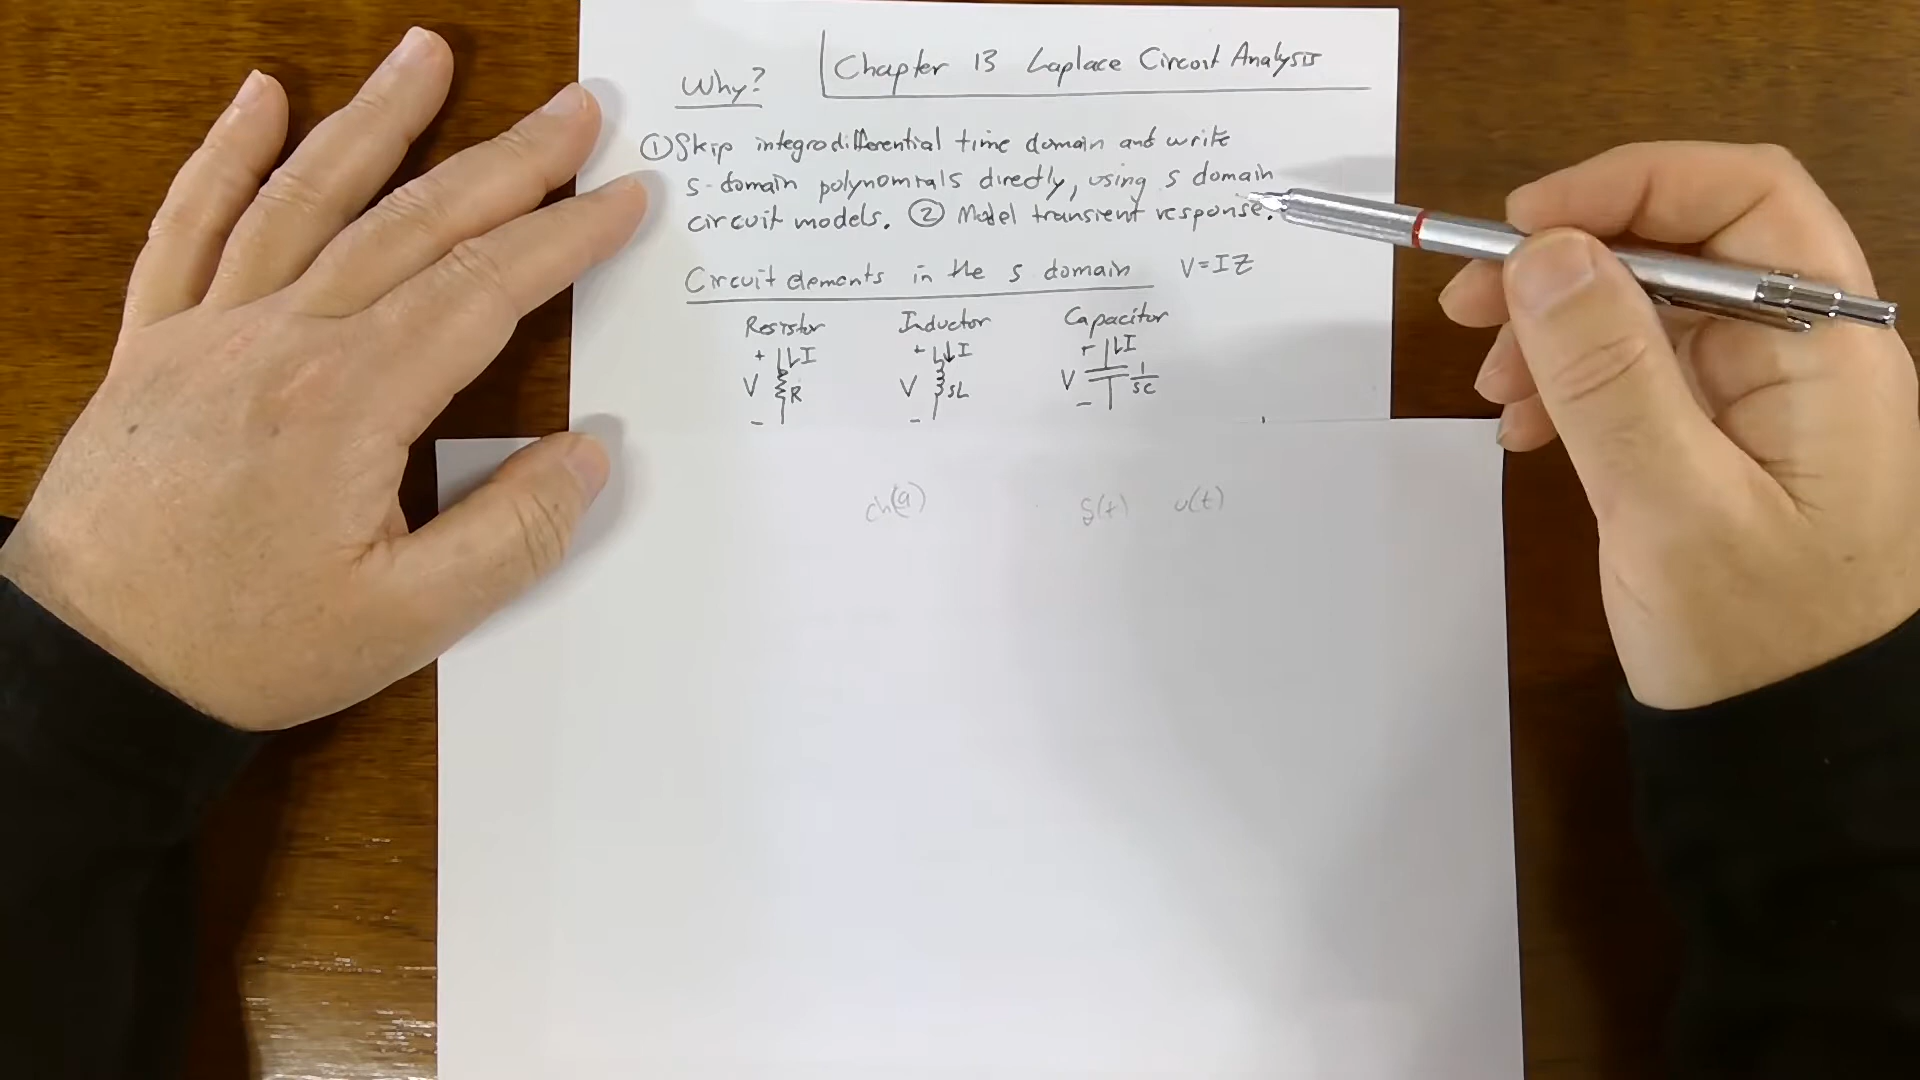 Chapter 13 Laplace Circuit Analysis
Why?
① Skip integrodifferential time domain and write
s-domain polynomials directly, using s domain
circuit models. ② Model transient response.
Circuit elements in the s domain V=IZ
Resistor Inductor Capacitor
+ I + I + I
V R V sL V 1/sC
- - -
ch(9) δ(t) u(t)